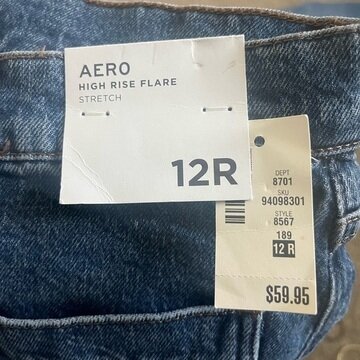 AERO
HIGH RISE FLARE
STRETCH
12R
DEPT
8701
SKU
94098301
STYLE
8567
189
12 R
$59.95